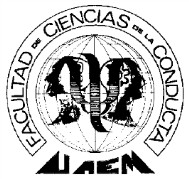 FACULTAD DE CIENCIAS DE LA CONDUCTA
UAEM